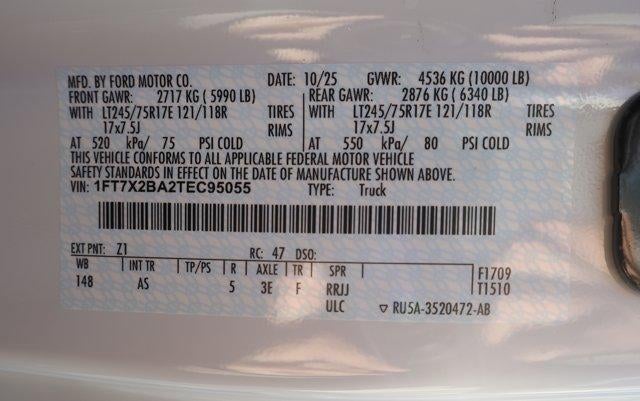 MFD. BY FORD MOTOR CO. DATE: 10/25 GVWR: 4536 KG (10000 LB)
FRONT GAWR: 2717 KG ( 5990 LB) REAR GAWR: 2876 KG ( 6340 LB)
WITH LT245/75R17E 121/118R TIRES WITH LT245/75R17E 121/118R TIRES
17x7.5J RIMS 17x7.5J RIMS
AT 520 kPa/ 75 PSI COLD AT 550 kPa/ 80 PSI COLD
THIS VEHICLE CONFORMS TO ALL APPLICABLE FEDERAL MOTOR VEHICLE
SAFETY STANDARDS IN EFFECT ON THE DATE OF MANUFACTURE SHOWN ABOVE.
VIN: 1FT7X2BA2TEC95055 TYPE: Truck
EXT PNT: Z1 RC: 47 DSO:
WB INT TR TP/PS R AXLE TR SPR F1709
148 AS 5 3E F RRJJ T1510
ULC ▽ RU5A-3520472-AB